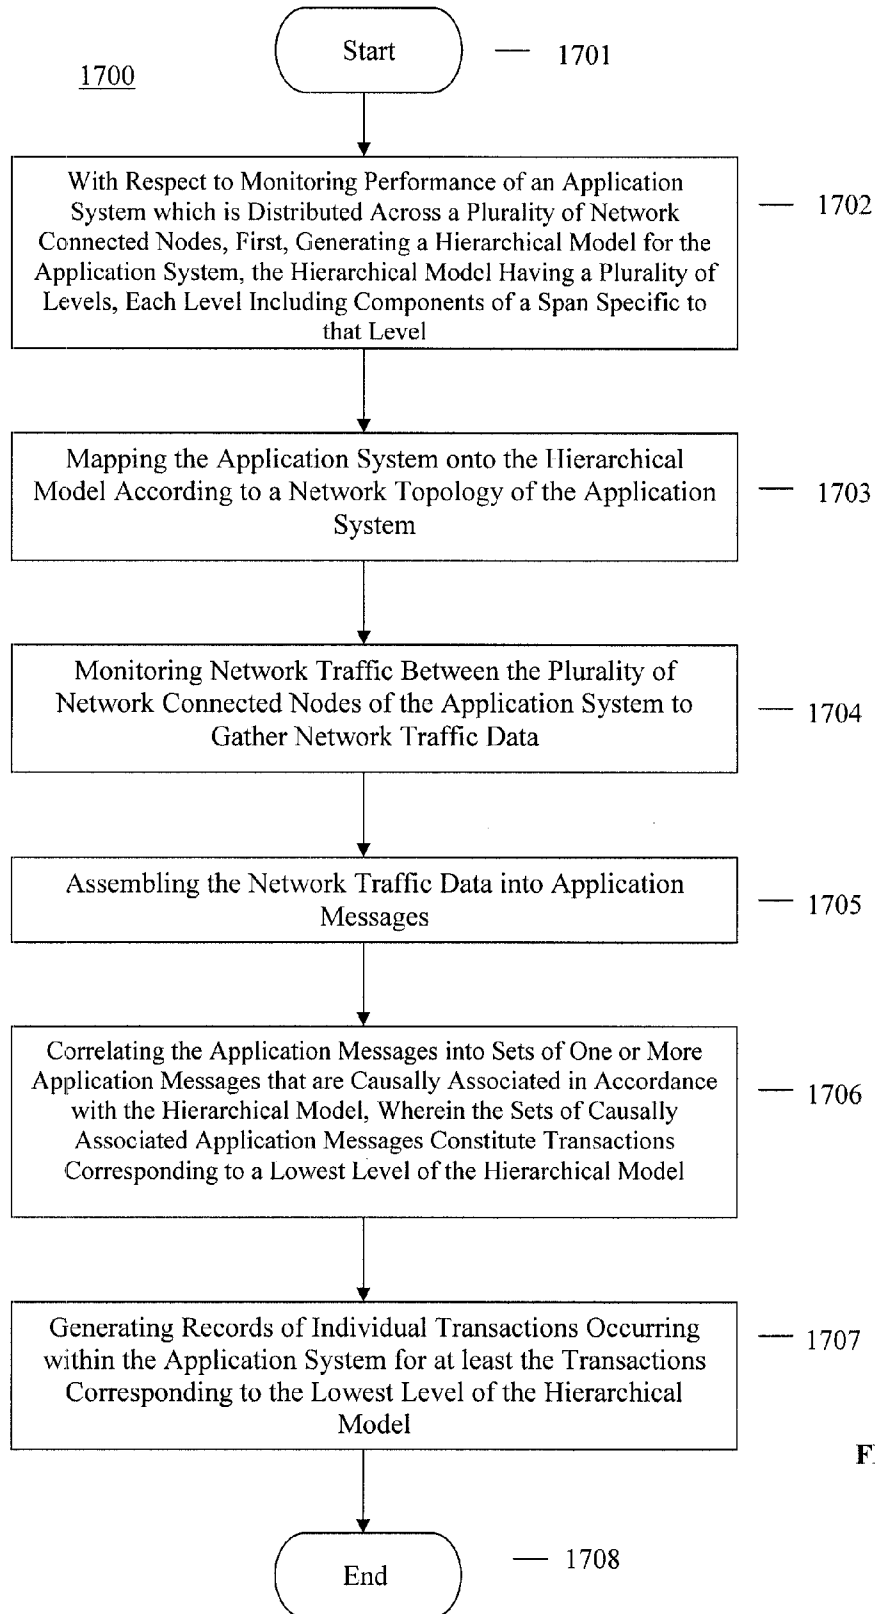 Start
1701
1700
With Respect to Monitoring Performance of an Application
System which is Distributed Across a Plurality of Network
Connected Nodes, First, Generating a Hierarchical Model for the
Application System, the Hierarchical Model Having a Plurality of
Levels, Each Level Including Components of a Span Specific to
that Level
1702
Mapping the Application System onto the Hierarchical
Model According to a Network Topology of the Application
System
1703
Monitoring Network Traffic Between the Plurality of
Network Connected Nodes of the Application System to
Gather Network Traffic Data
1704
Assembling the Network Traffic Data into Application
Messages
1705
Correlating the Application Messages into Sets of One or More
Application Messages that are Causally Associated in Accordance
with the Hierarchical Model, Wherein the Sets of Causally
Associated Application Messages Constitute Transactions
Corresponding to a Lowest Level of the Hierarchical Model
1706
Generating Records of Individual Transactions Occurring
within the Application System for at least the Transactions
Corresponding to the Lowest Level of the Hierarchical
Model
1707
End
1708